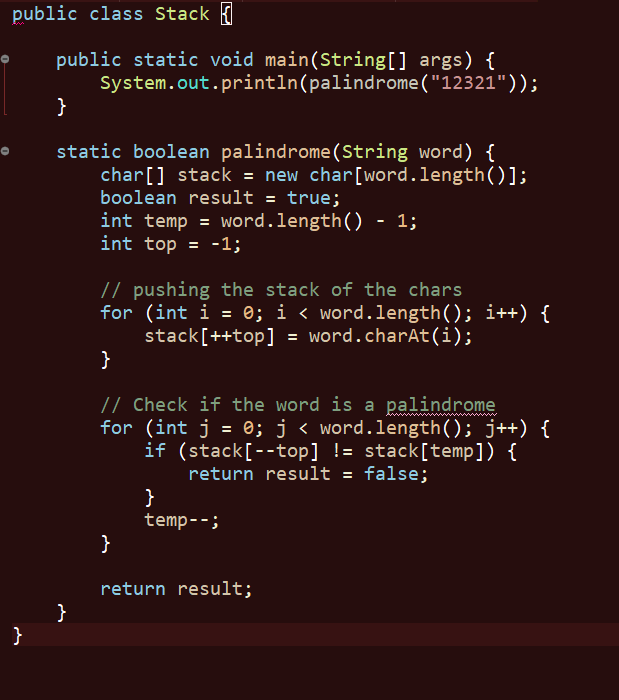 public class Stack {
public static void main(String[] args) {
System.out.println(palindrome("12321"));
}
static boolean palindrome(String word) {
char[] stack = new char[word.length()];
boolean result = true;
int temp = word.length() - 1;
int top = -1;
// pushing the stack of the chars
for (int i = 0; i < word.length(); i++) {
stack[++top] = word.charAt(i);
}
// Check if the word is a palindrome
for (int j = 0; j < word.length(); j++) {
if (stack[--top] != stack[temp]) {
return result = false;
}
temp--;
}
return result;
}
}